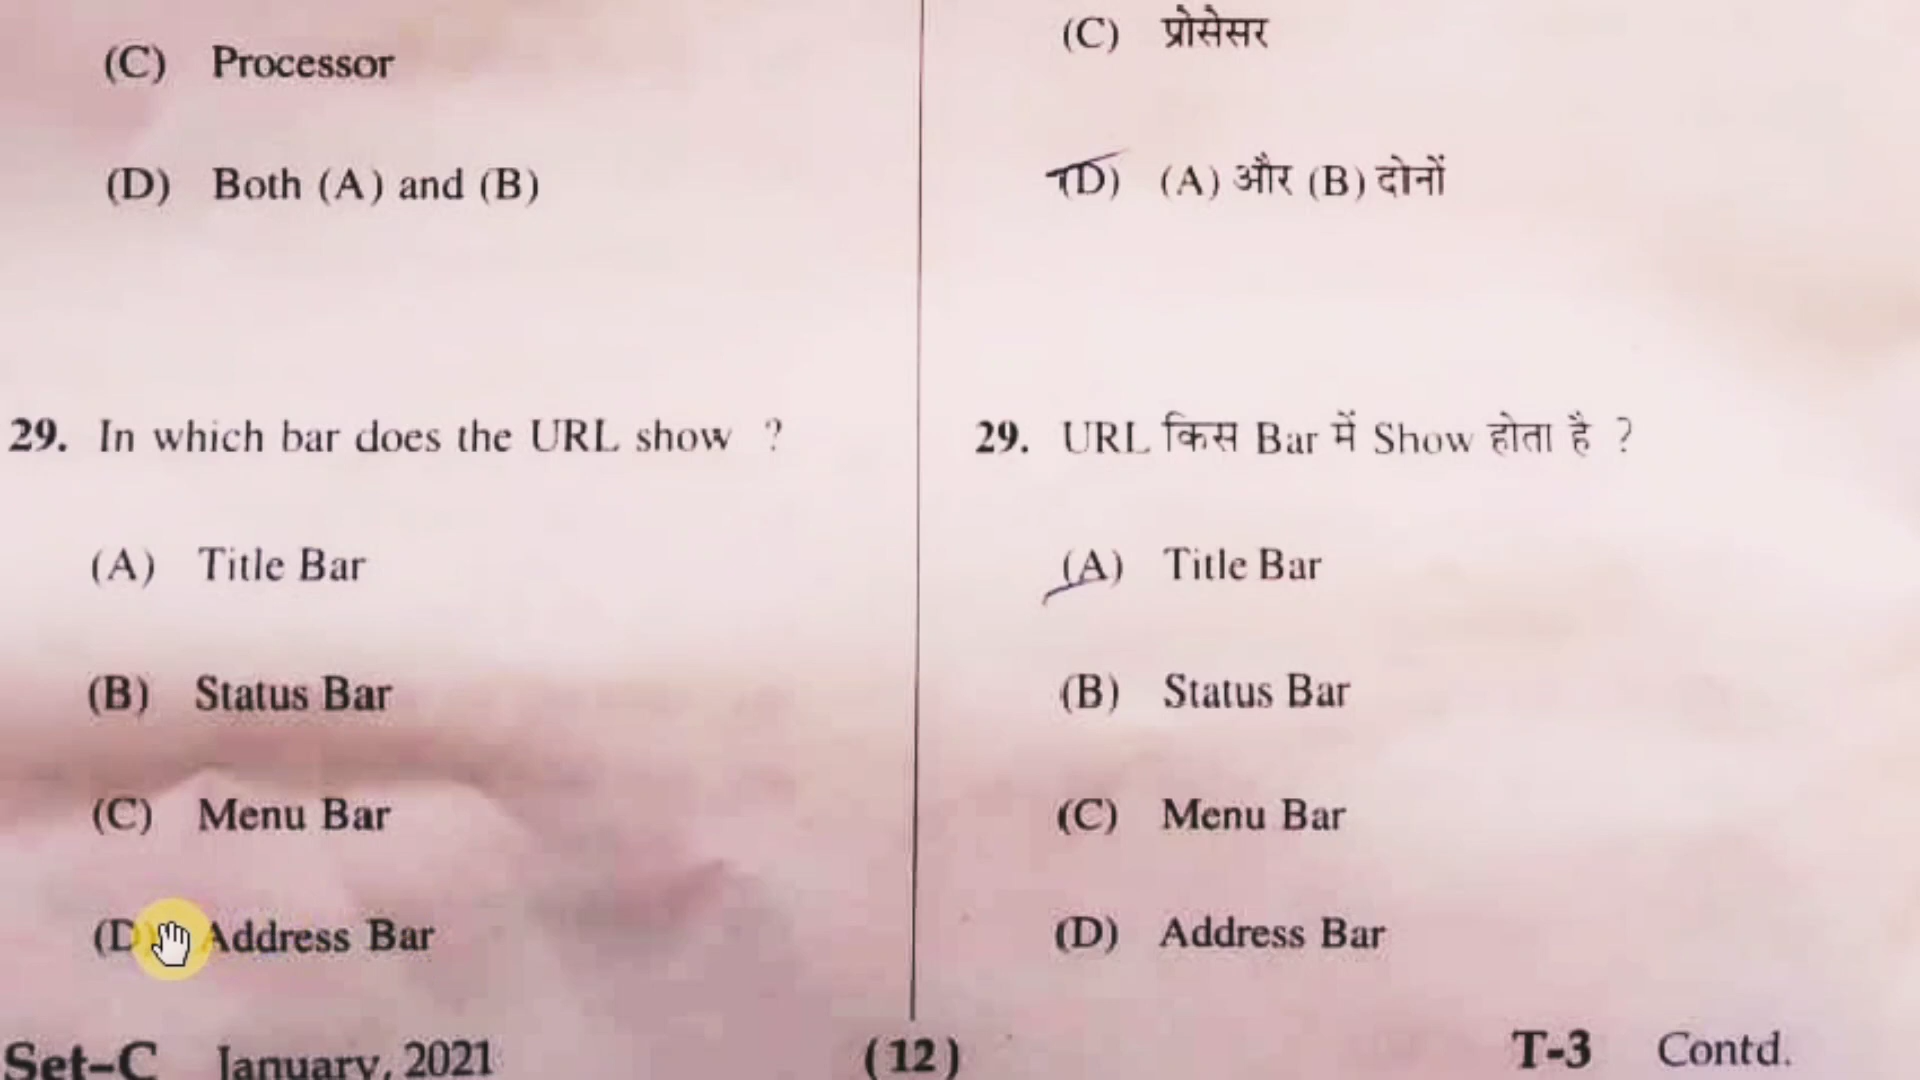 (C) Processor
(D) Both (A) and (B)
29. In which bar does the URL show ?
(A) Title Bar
(B) Status Bar
(C) Menu Bar
(D) Address Bar
(C) प्रोसेसर
(D) (A) और (B) दोनों
29. URL किस Bar में Show होता है ?
(A) Title Bar
(B) Status Bar
(C) Menu Bar
(D) Address Bar
Set-C January, 2021 (12) T-3 Contd.